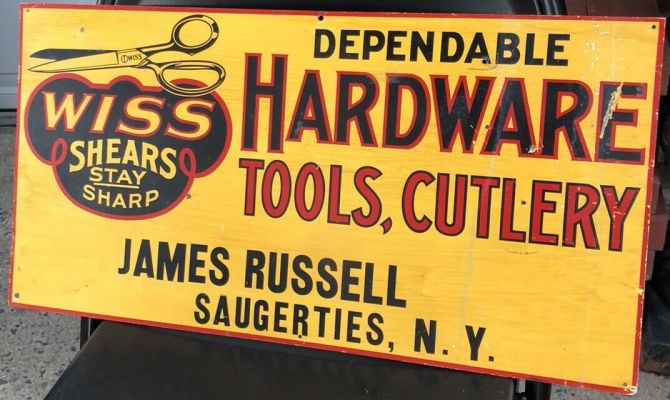 WISS
WISS
SHEARS
STAY
SHARP
DEPENDABLE
HARDWARE
TOOLS, CUTLERY
JAMES RUSSELL
SAUGERTIES, N. Y.